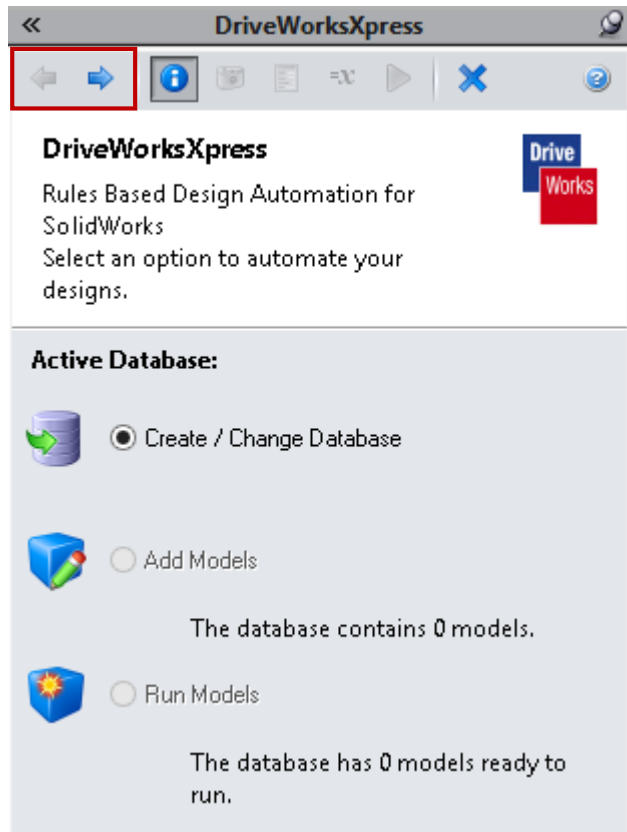 DriveWorksXpress
=x
DriveWorksXpress
Drive
Works
Rules Based Design Automation for
SolidWorks
Select an option to automate your
designs.
Active Database:
Create / Change Database
Add Models
The database contains 0 models.
Run Models
The database has 0 models ready to
run.